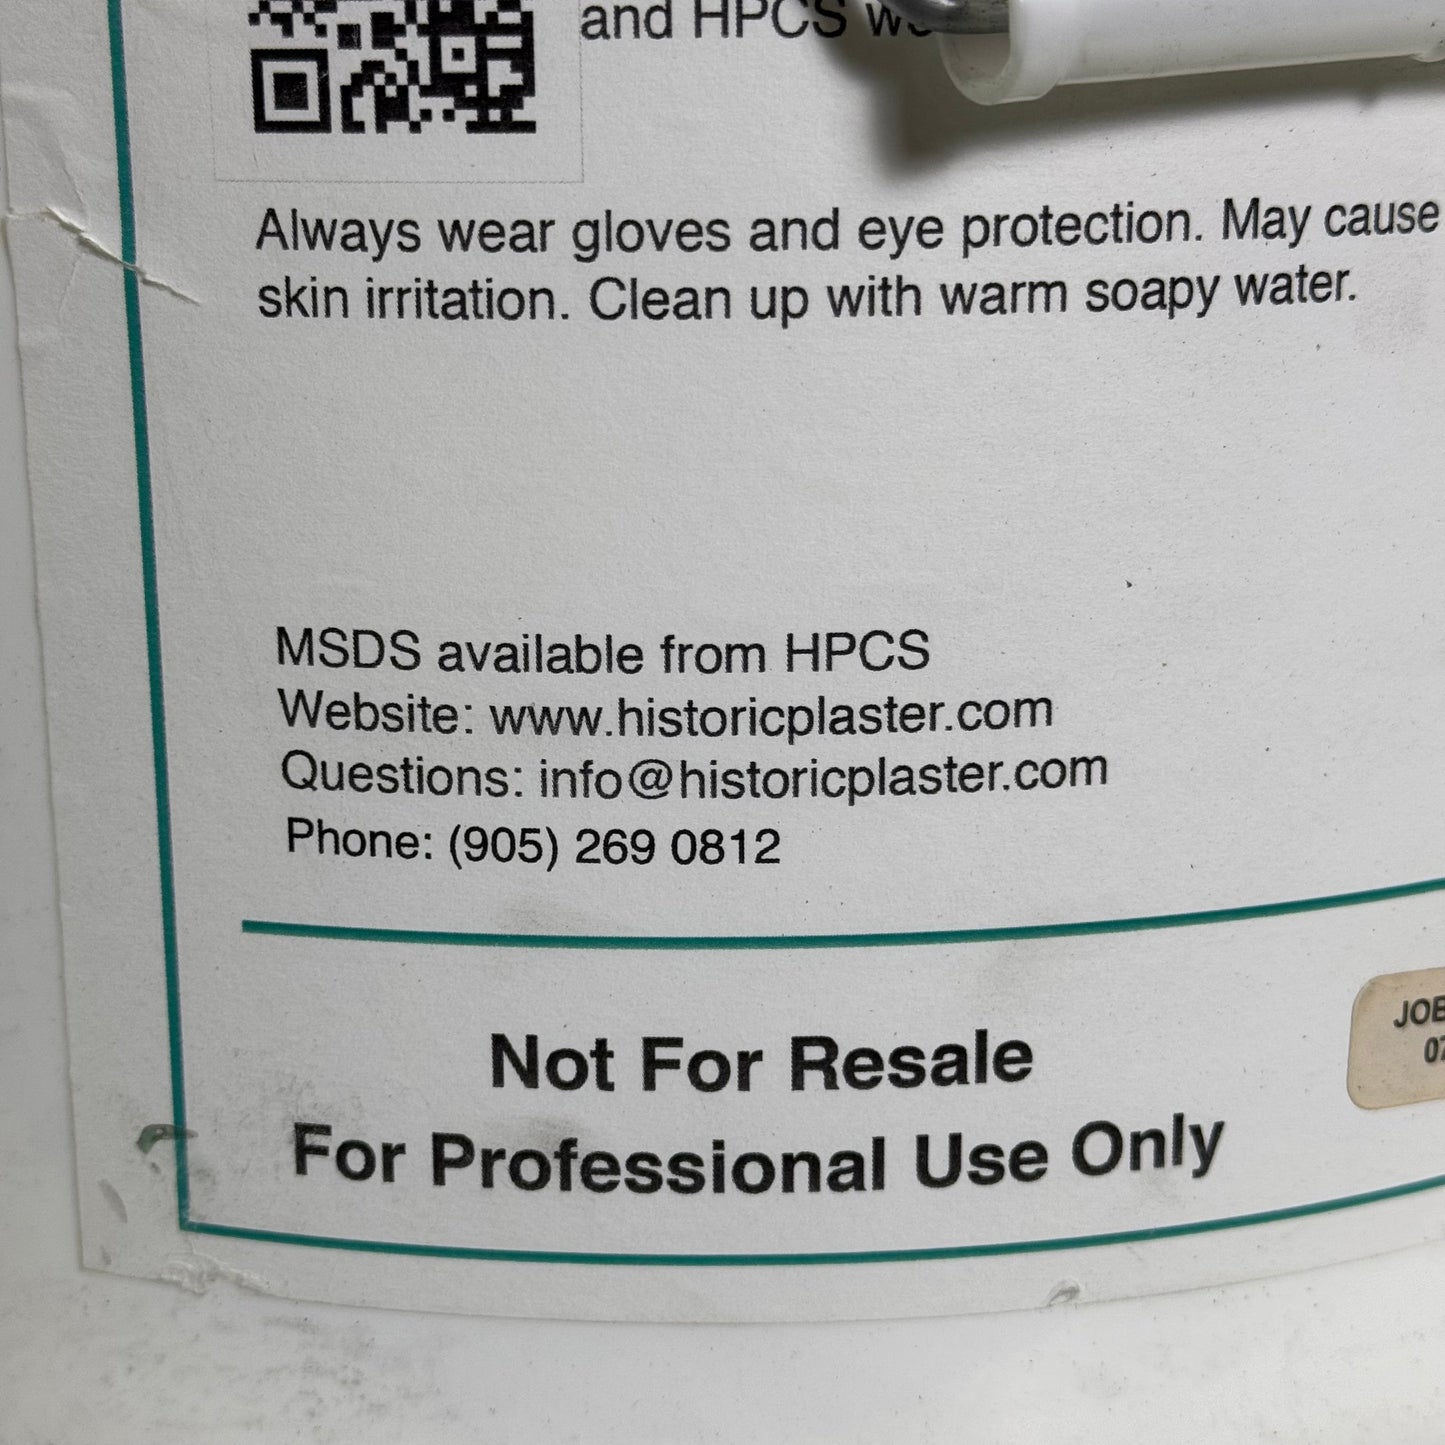 and HPCS
Always wear gloves and eye protection. May cause
skin irritation. Clean up with warm soapy water.
MSDS available from HPCS
Website: www.historicplaster.com
Questions: info@historicplaster.com
Phone: (905) 269 0812
Not For Resale
For Professional Use Only